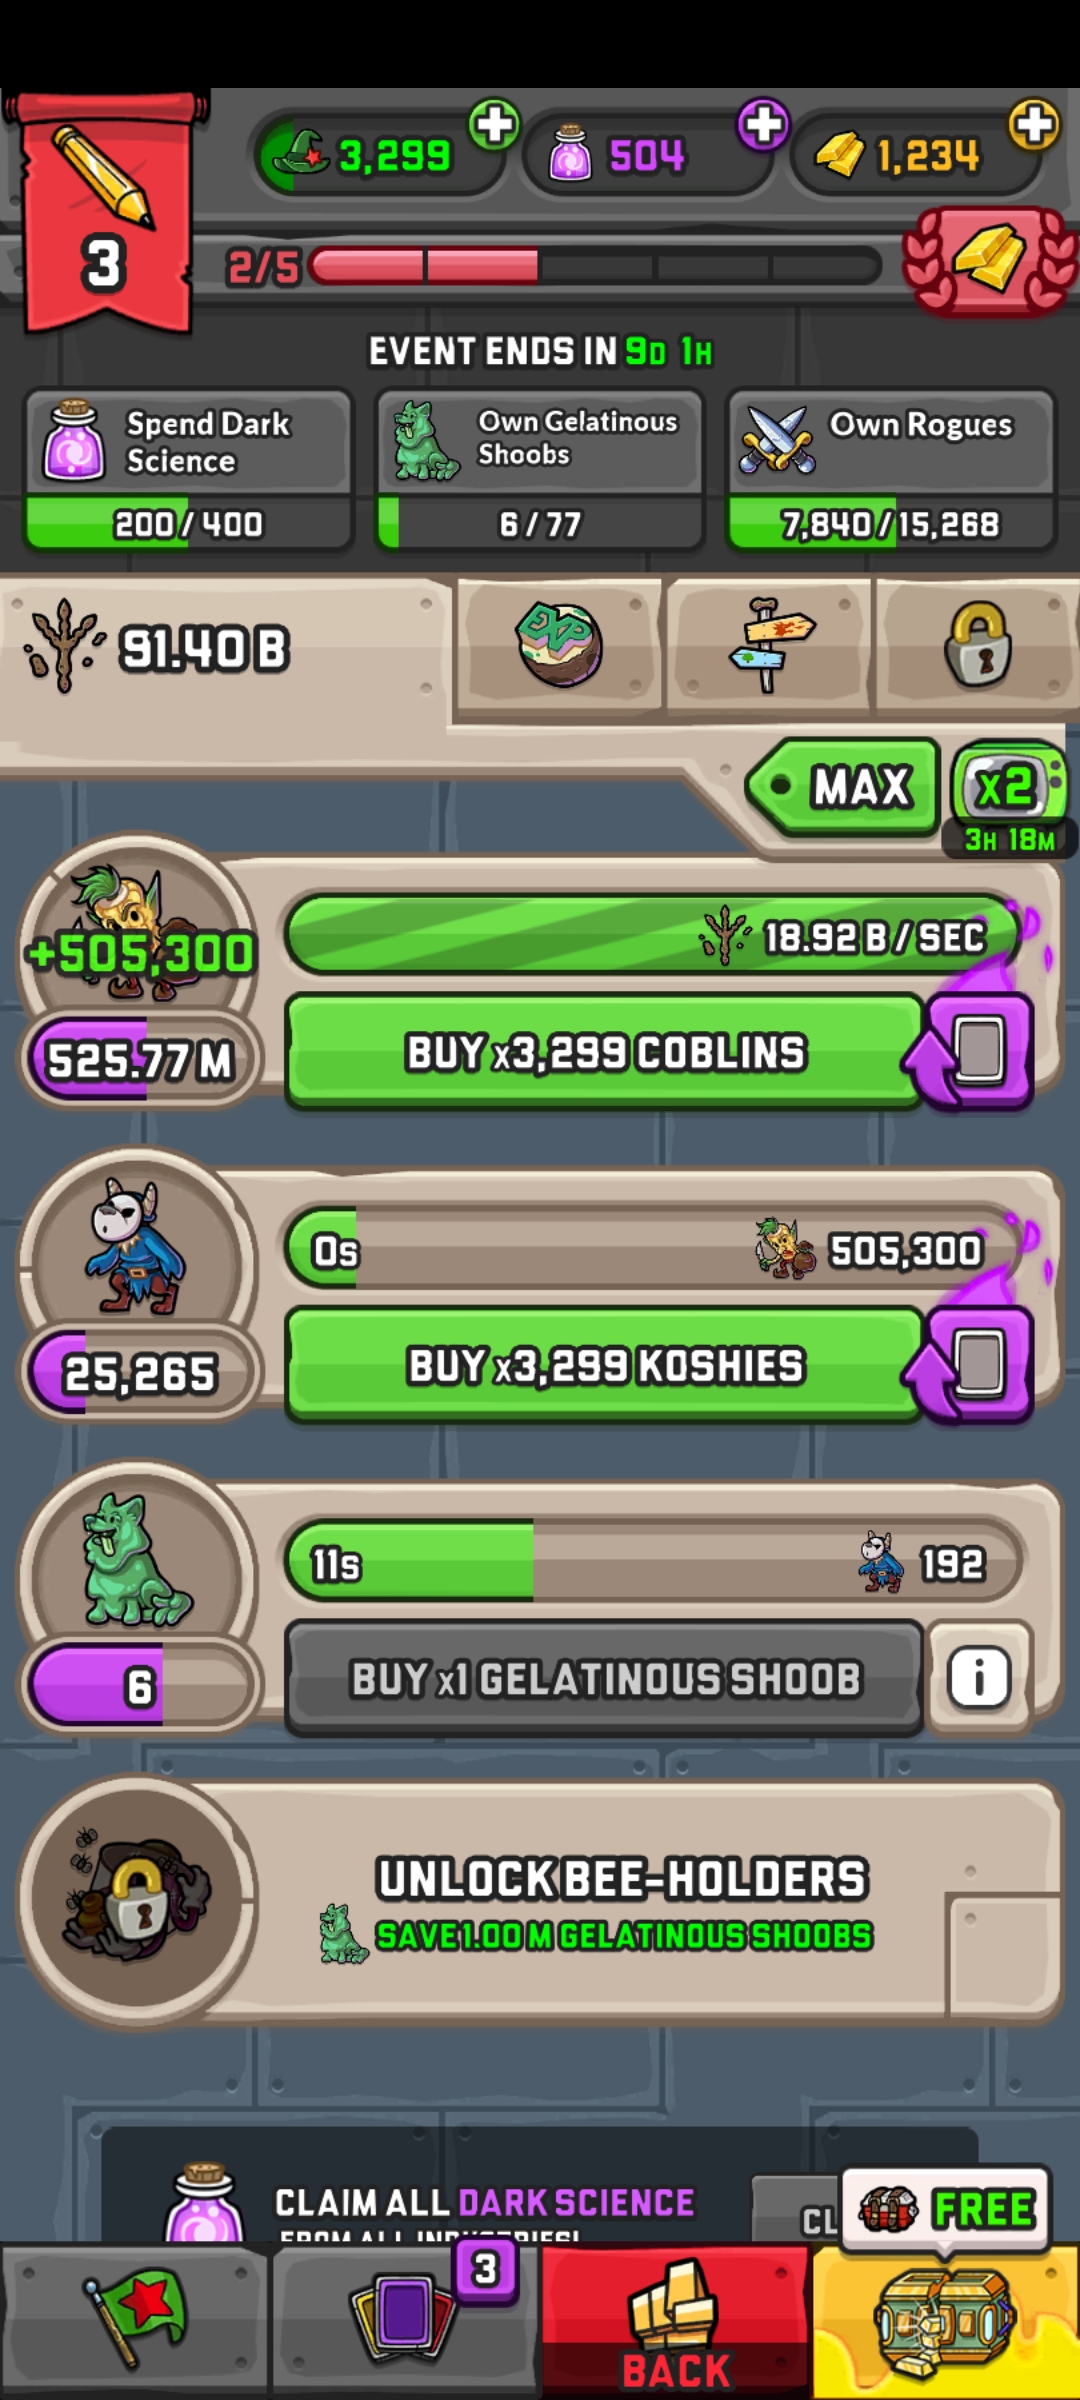 3,299
504
1,234
3
2/5
EVENT ENDS IN 9D 1H
Spend Dark
Science
200/400
Own Gelatinous
Shoobs
6/77
Own Rogues
7,840/15,268
91.40 B
EXP
MAX
x2
3H 18M
+505,300
18.92 B / SEC
525.77 M
BUY x3,299 COBLINS
0s
505,300
25,265
BUY x3,299 KOSHIES
11s
192
6
BUY x1 GELATINOUS SHOOB
i
UNLOCK BEE-HOLDERS
SAVE 1.00 M GELATINOUS SHOOBS
CLAIM ALL DARK SCIENCE
FROM ALL INDUSTRIES!
CL
FREE
3
BACK